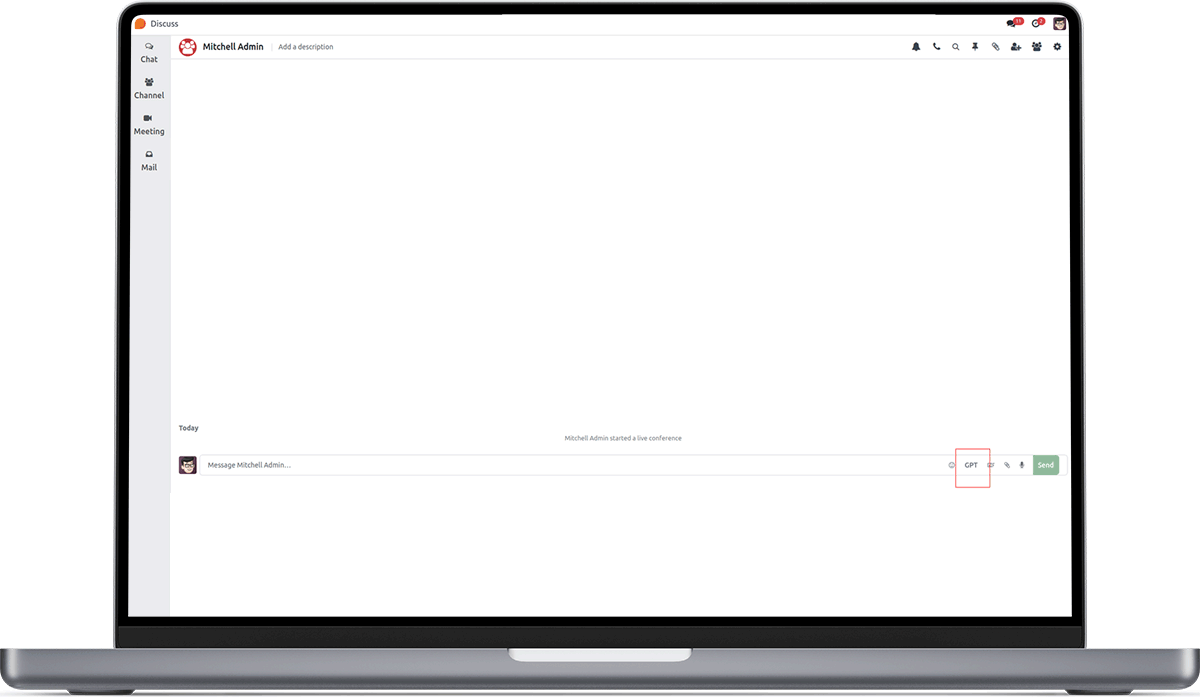 Discuss
11
2
Chat
Channel
Meeting
Mail
Mitchell Admin
Add a description
Today
Mitchell Admin started a live conference
Message Mitchell Admin...
GPT
GIF
Send